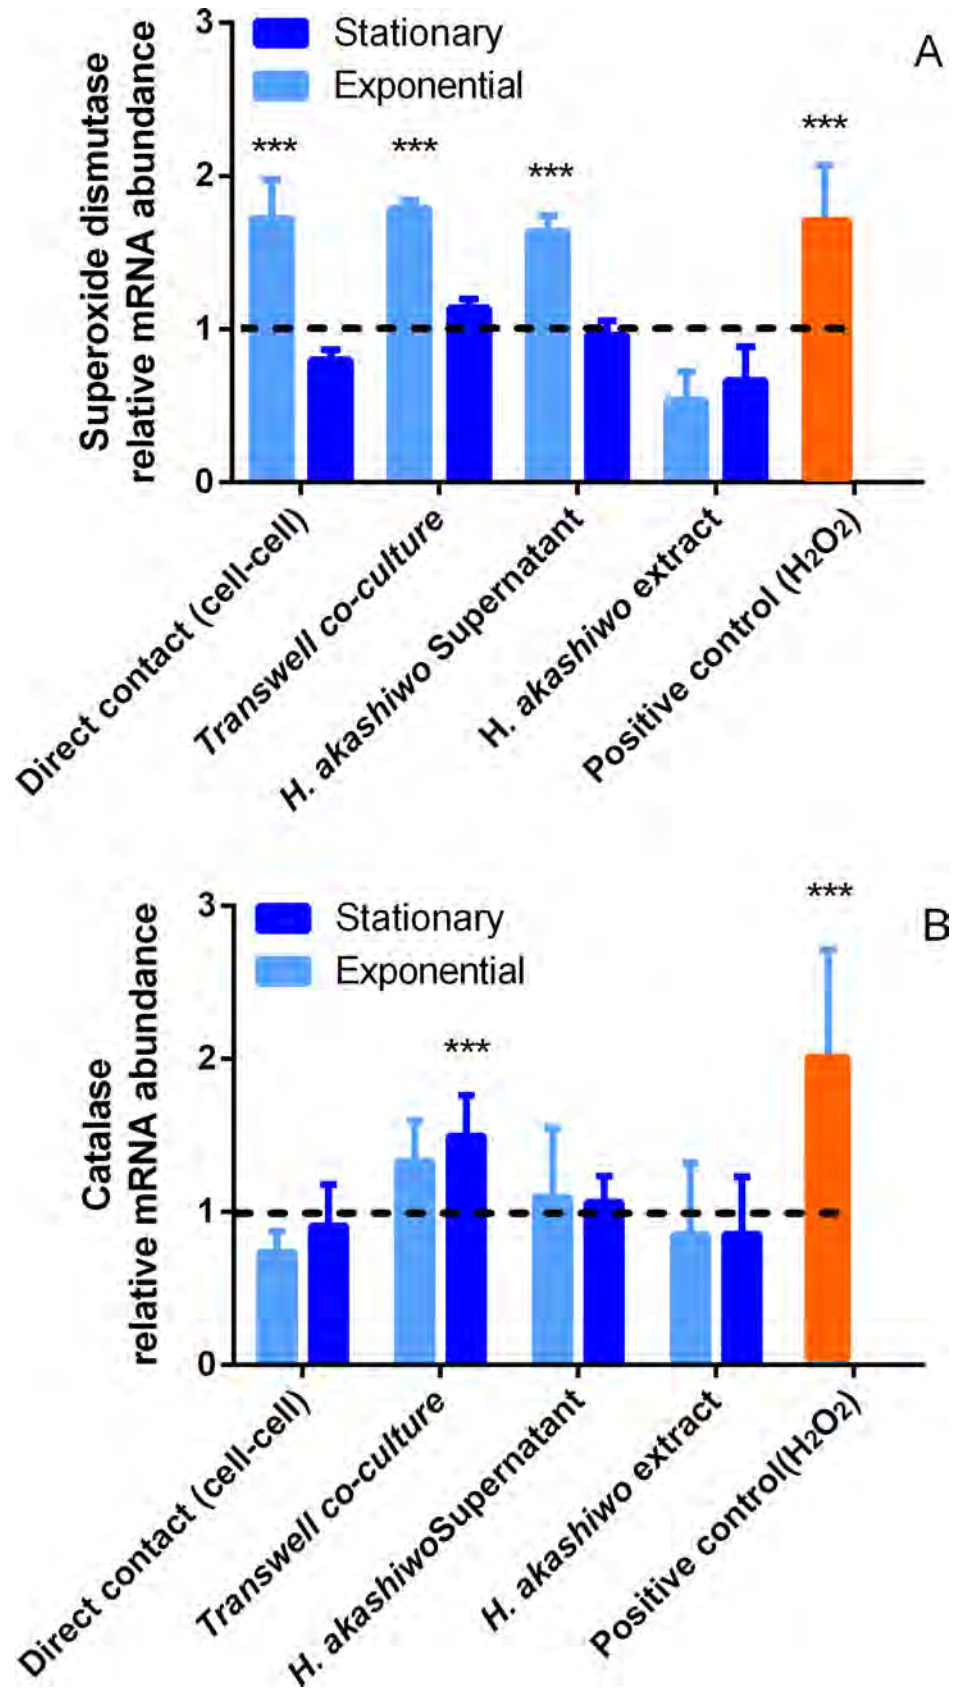 3
Stationary
Exponential
A
***
***
***
***
2
1
0
Superoxide dismutase
relative mRNA abundance
Direct contact (cell-cell)
Transwell co-culture
H. akashiwo Supernatant
H. akashiwo extract
Positive control (H2O2)
3
Stationary
Exponential
B
***
***
2
1
0
Catalase
relative mRNA abundance
Direct contact (cell-cell)
Transwell co-culture
H. akashiwoSupernatant
H. akashiwo extract
Positive control(H2O2)